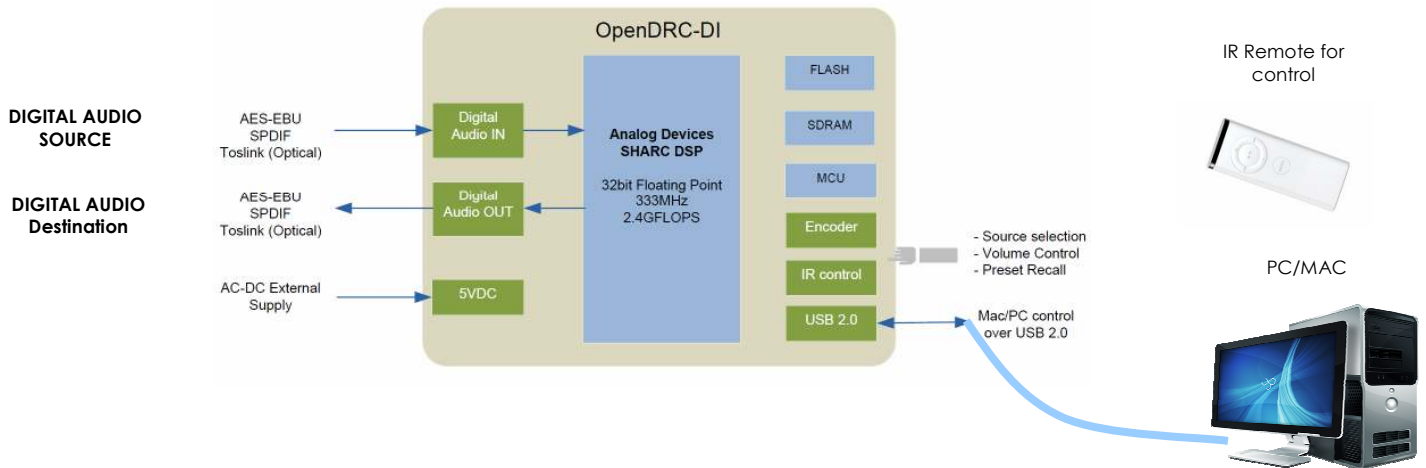 OpenDRC-DI
DIGITAL AUDIO
SOURCE
AES-EBU
SPDIF
Toslink (Optical)
Digital
Audio IN
DIGITAL AUDIO
Destination
AES-EBU
SPDIF
Toslink (Optical)
Digital
Audio OUT
AC-DC External
Supply
5VDC
Analog Devices
SHARC DSP
32bit Floating Point
333MHz
2.4GFLOPS
FLASH
SDRAM
MCU
Encoder
IR control
USB 2.0
- Source selection
- Volume Control
- Preset Recall
Mac/PC control
over USB 2.0
IR Remote for
control
PC/MAC